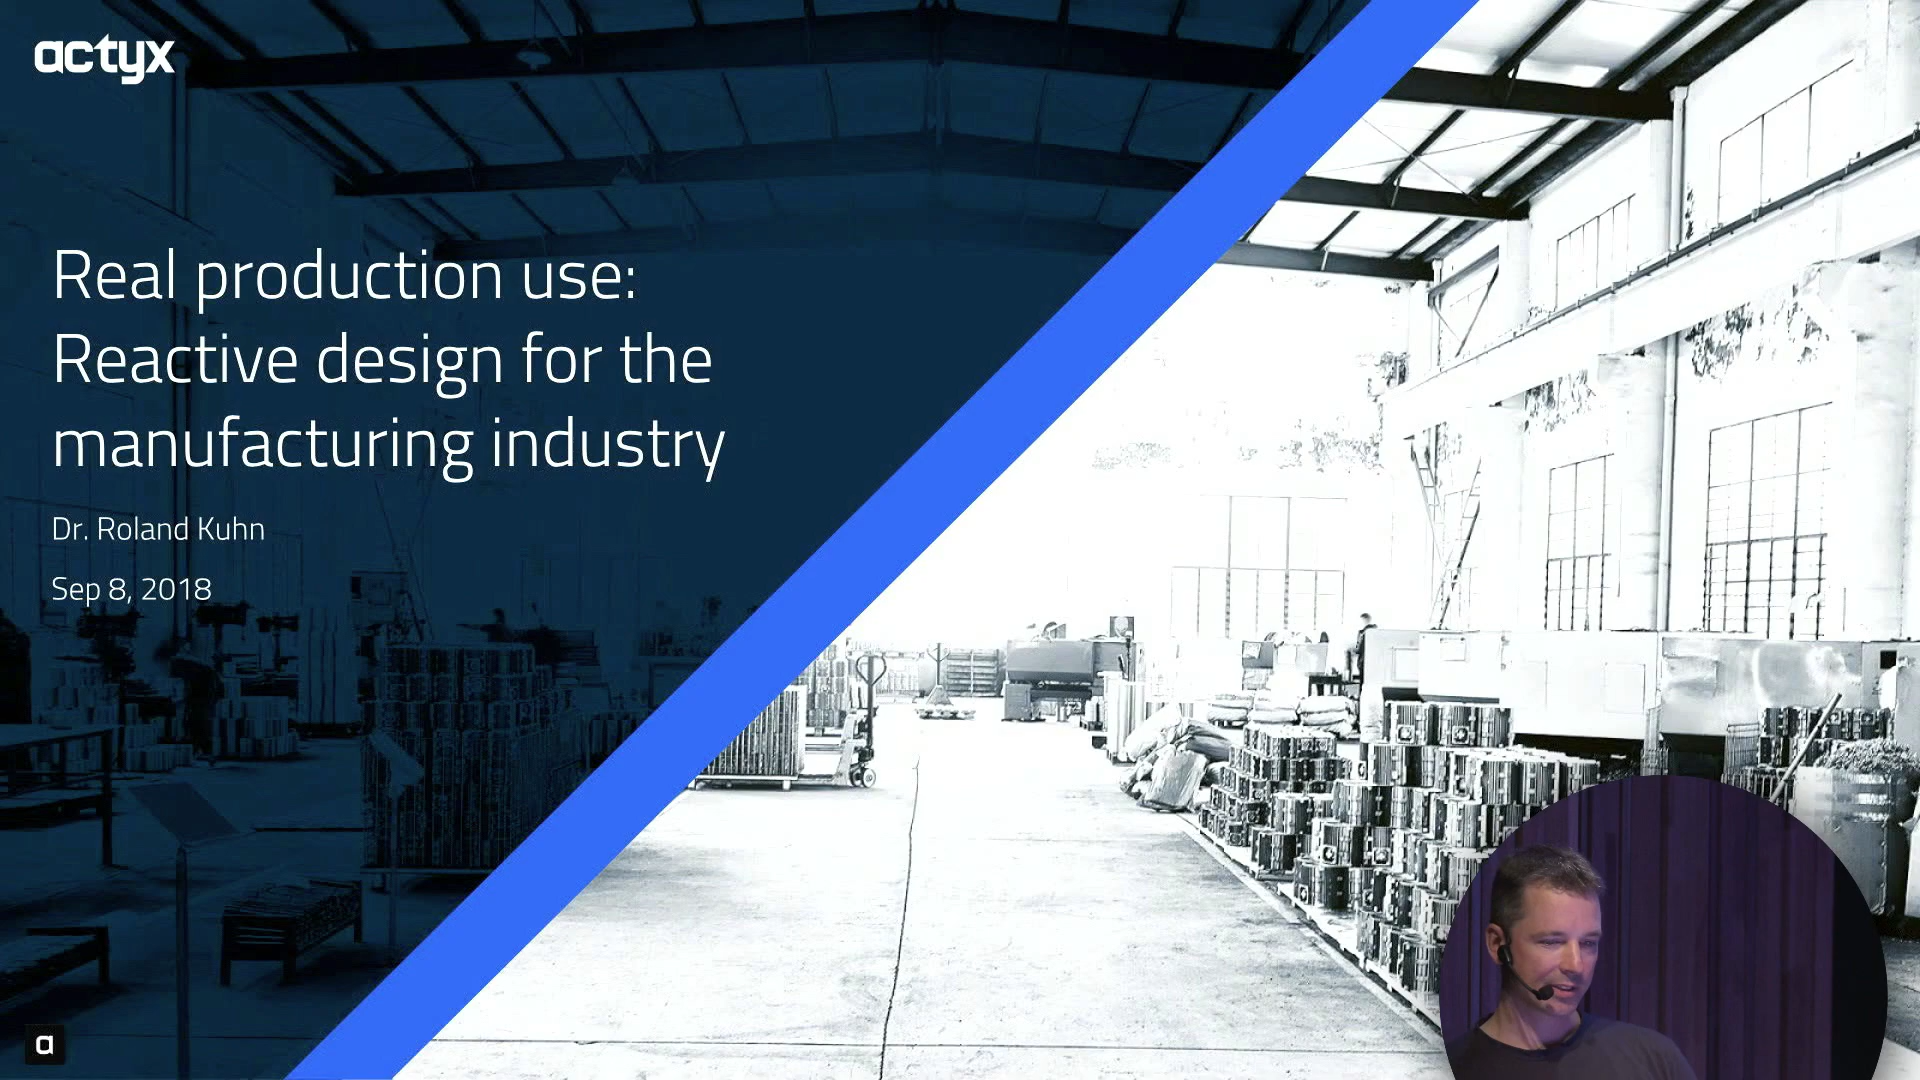 actyx
Real production use:
Reactive design for the
manufacturing industry
Dr. Roland Kuhn
Sep 8, 2018
a